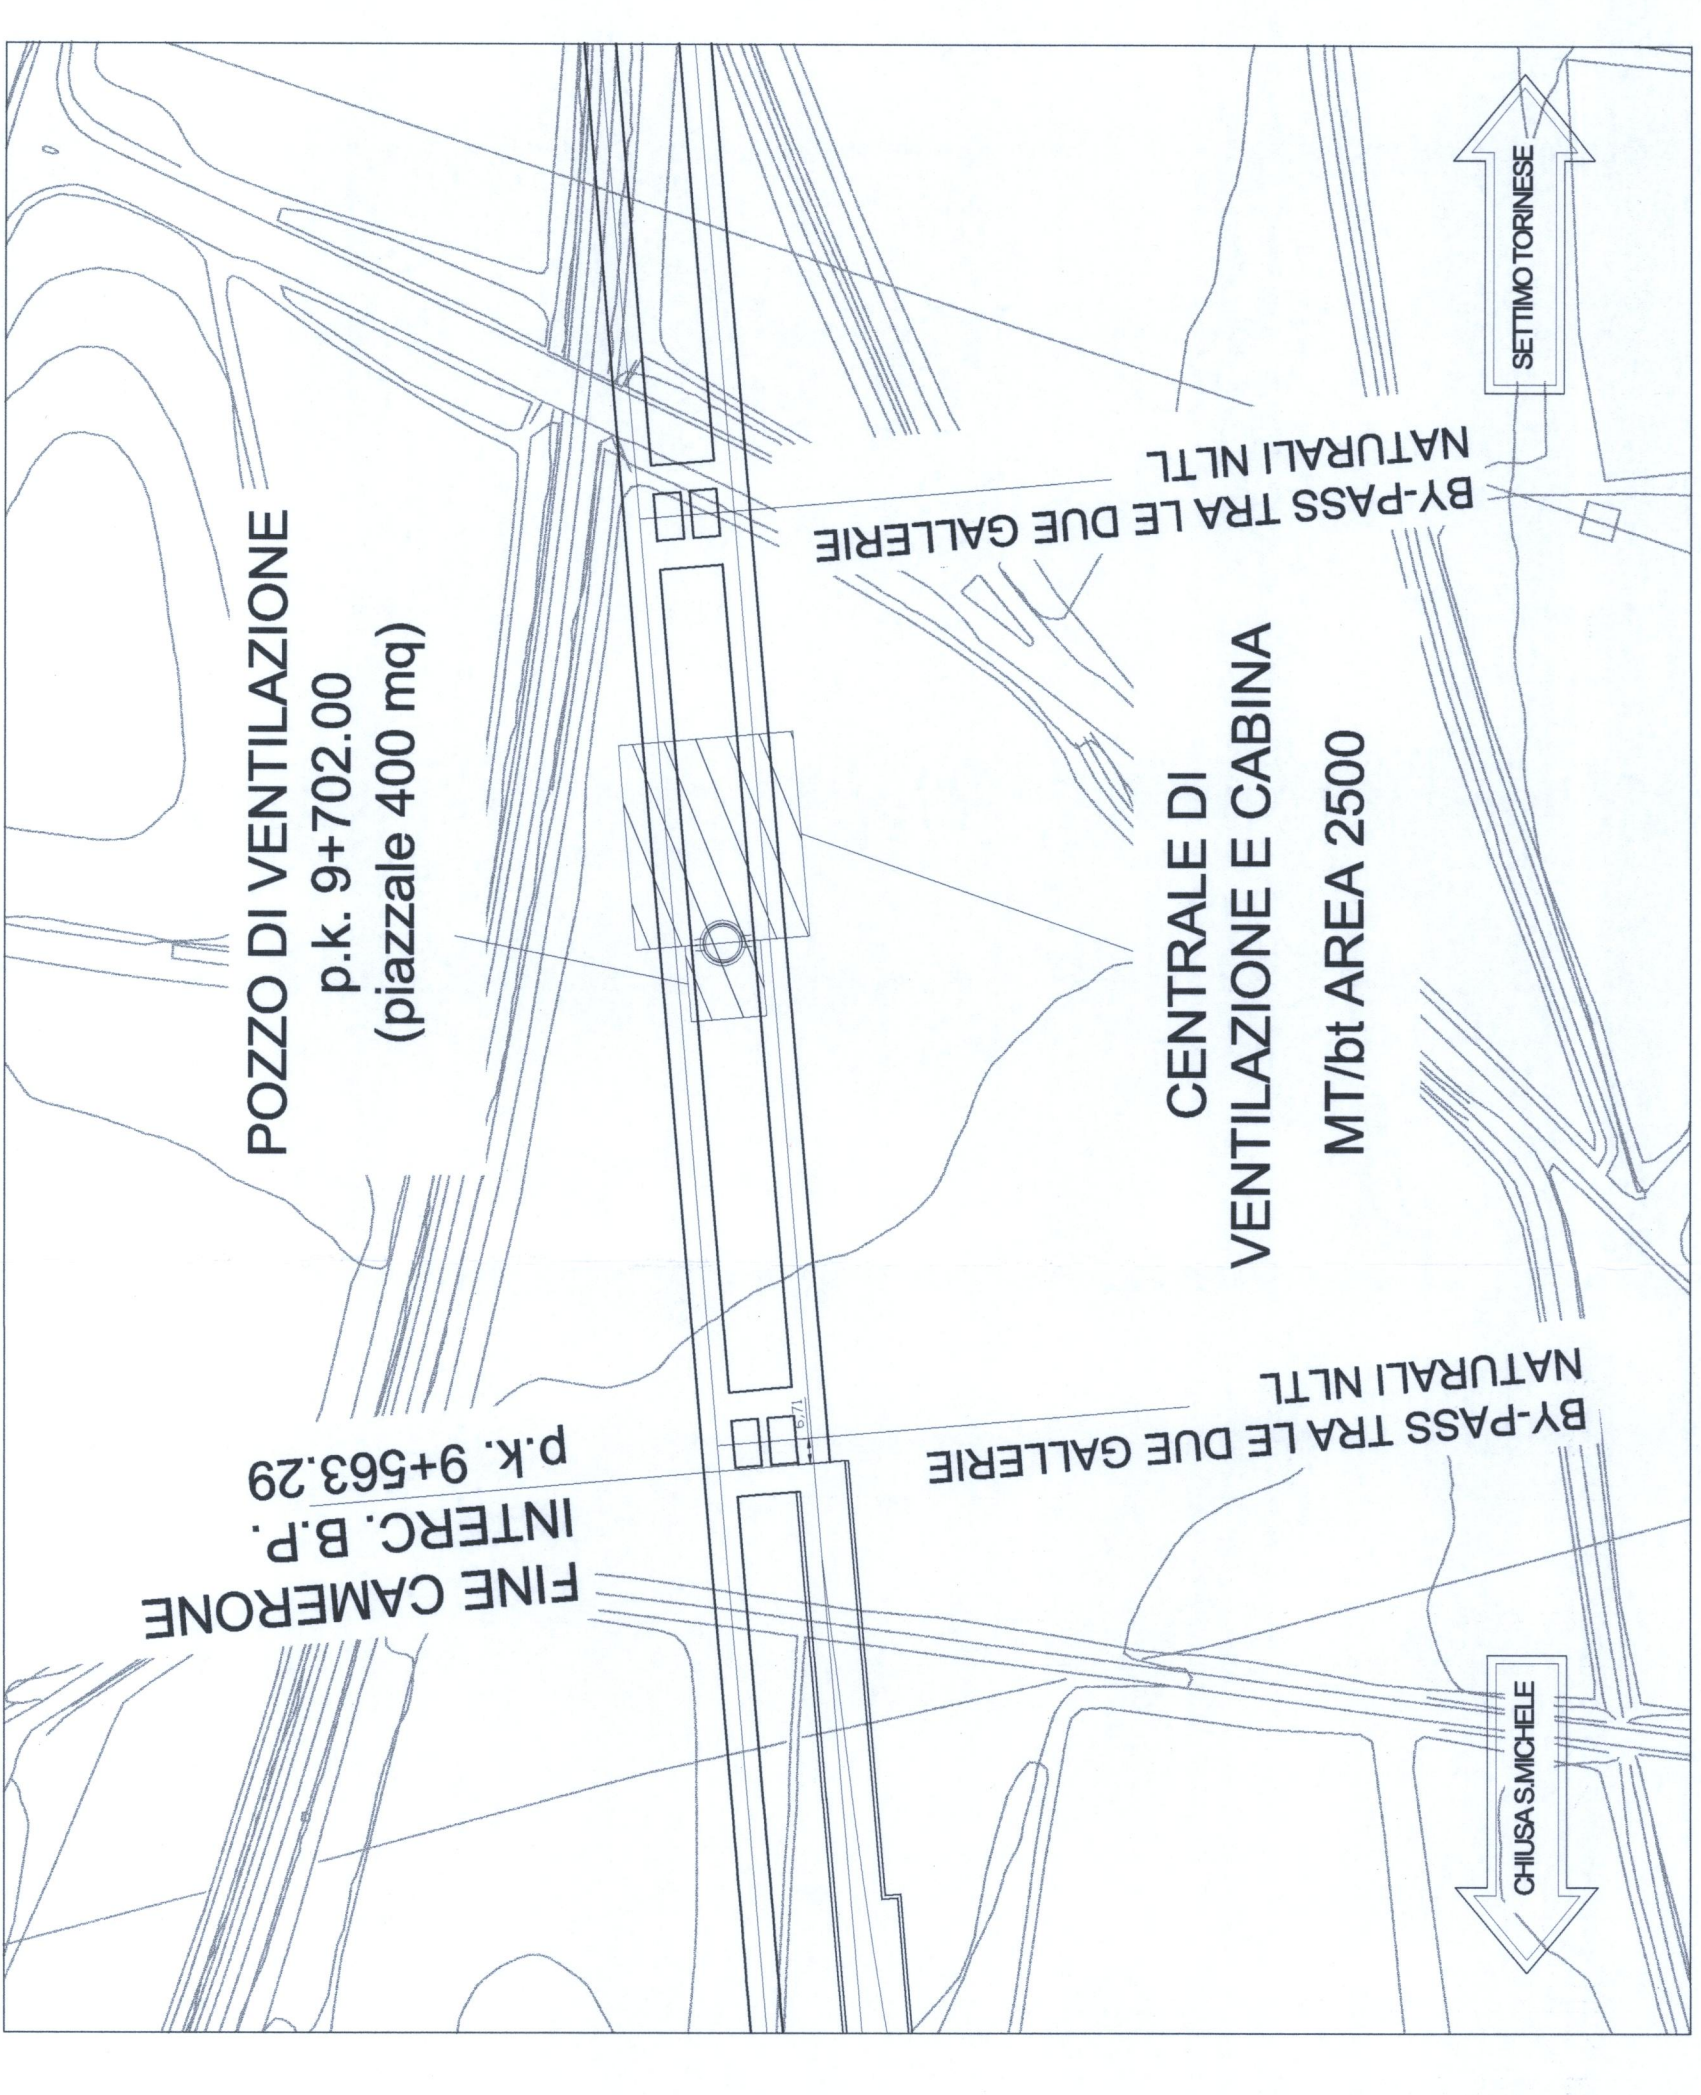 POZZO DI VENTILAZIONE
p.k. 9+702.00
(piazzale 400 mq)
BY-PASS TRA LE DUE GALLERIE
NATURALI NLTL
SETTIMO TORINESE
CENTRALE DI
VENTILAZIONE E CABINA
MT/bt AREA 2500
FINE CAMERONE
INTERC. B.P.
p.k. 9+563.29
6,71
BY-PASS TRA LE DUE GALLERIE
NATURALI NLTL
CHIUSA S.MICHELE